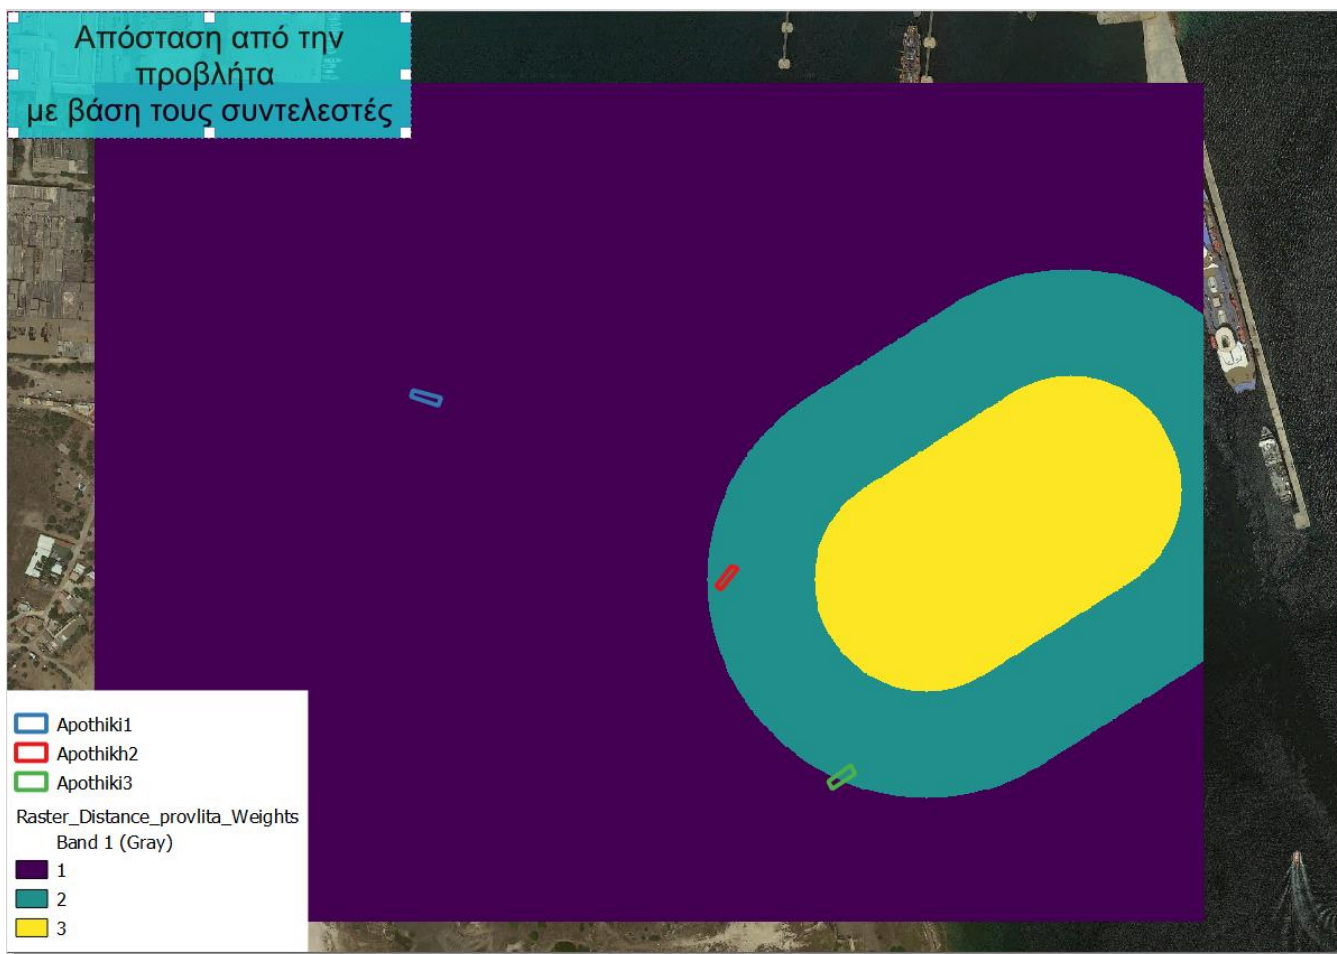 Απόσταση από την
προβλήτα
με βάση τους συντελεστές
Apothiki1
Apothikh2
Apothiki3
Raster_Distance_provlita_Weights
Band 1 (Gray)
1
2
3